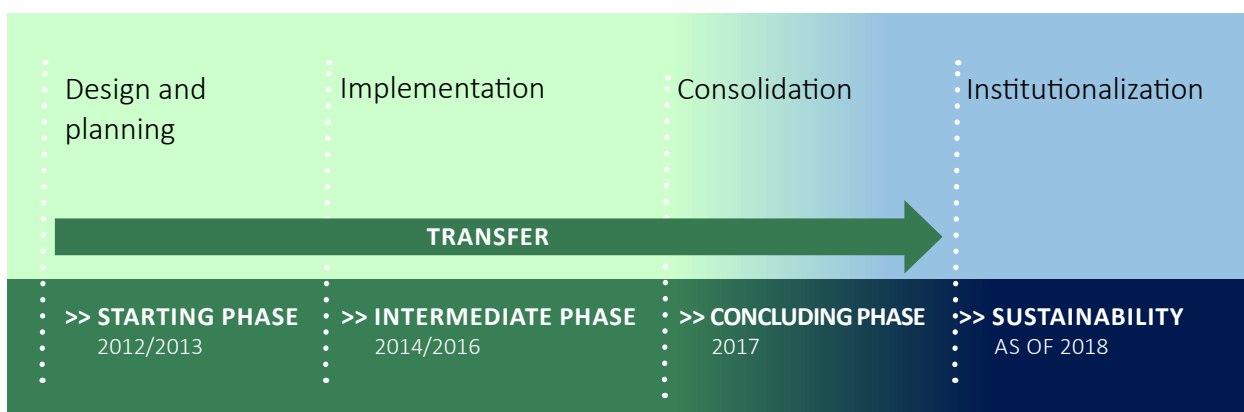 Design and
planning
Implementation
Consolidation
Institutionalization
TRANSFER
>> STARTING PHASE
2012/2013
>> INTERMEDIATE PHASE
2014/2016
>> CONCLUDING PHASE
2017
>> SUSTAINABILITY
AS OF 2018